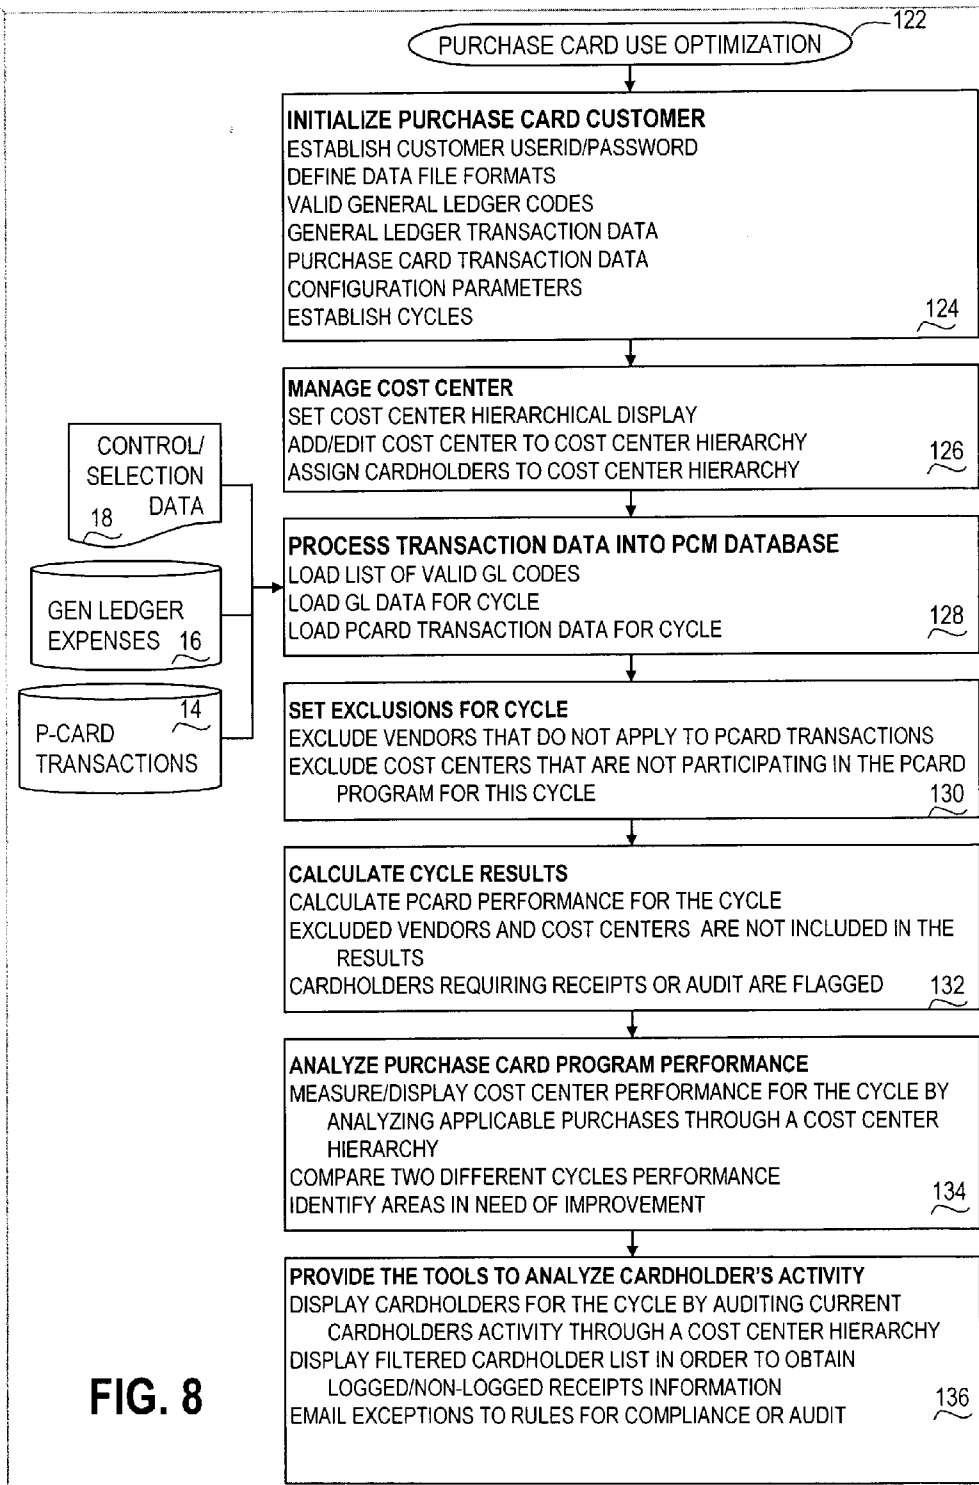 PURCHASE CARD USE OPTIMIZATION
122
INITIALIZE PURCHASE CARD CUSTOMER
ESTABLISH CUSTOMER USERID/PASSWORD
DEFINE DATA FILE FORMATS
VALID GENERAL LEDGER CODES
GENERAL LEDGER TRANSACTION DATA
PURCHASE CARD TRANSACTION DATA
CONFIGURATION PARAMETERS
ESTABLISH CYCLES
124
MANAGE COST CENTER
SET COST CENTER HIERARCHICAL DISPLAY
ADD/EDIT COST CENTER TO COST CENTER HIERARCHY
ASSIGN CARDHOLDERS TO COST CENTER HIERARCHY
126
CONTROL/
SELECTION
DATA
18
GEN LEDGER
EXPENSES
16
14
P-CARD
TRANSACTIONS
PROCESS TRANSACTION DATA INTO PCM DATABASE
LOAD LIST OF VALID GL CODES
LOAD GL DATA FOR CYCLE
LOAD PCARD TRANSACTION DATA FOR CYCLE
128
SET EXCLUSIONS FOR CYCLE
EXCLUDE VENDORS THAT DO NOT APPLY TO PCARD TRANSACTIONS
EXCLUDE COST CENTERS THAT ARE NOT PARTICIPATING IN THE PCARD
PROGRAM FOR THIS CYCLE
130
CALCULATE CYCLE RESULTS
CALCULATE PCARD PERFORMANCE FOR THE CYCLE
EXCLUDED VENDORS AND COST CENTERS ARE NOT INCLUDED IN THE
RESULTS
CARDHOLDERS REQUIRING RECEIPTS OR AUDIT ARE FLAGGED
132
ANALYZE PURCHASE CARD PROGRAM PERFORMANCE
MEASURE/DISPLAY COST CENTER PERFORMANCE FOR THE CYCLE BY
ANALYZING APPLICABLE PURCHASES THROUGH A COST CENTER
HIERARCHY
COMPARE TWO DIFFERENT CYCLES PERFORMANCE
IDENTIFY AREAS IN NEED OF IMPROVEMENT
134
PROVIDE THE TOOLS TO ANALYZE CARDHOLDER'S ACTIVITY
DISPLAY CARDHOLDERS FOR THE CYCLE BY AUDITING CURRENT
CARDHOLDERS ACTIVITY THROUGH A COST CENTER HIERARCHY
DISPLAY FILTERED CARDHOLDER LIST IN ORDER TO OBTAIN
LOGGED/NON-LOGGED RECEIPTS INFORMATION
EMAIL EXCEPTIONS TO RULES FOR COMPLIANCE OR AUDIT
136
FIG. 8